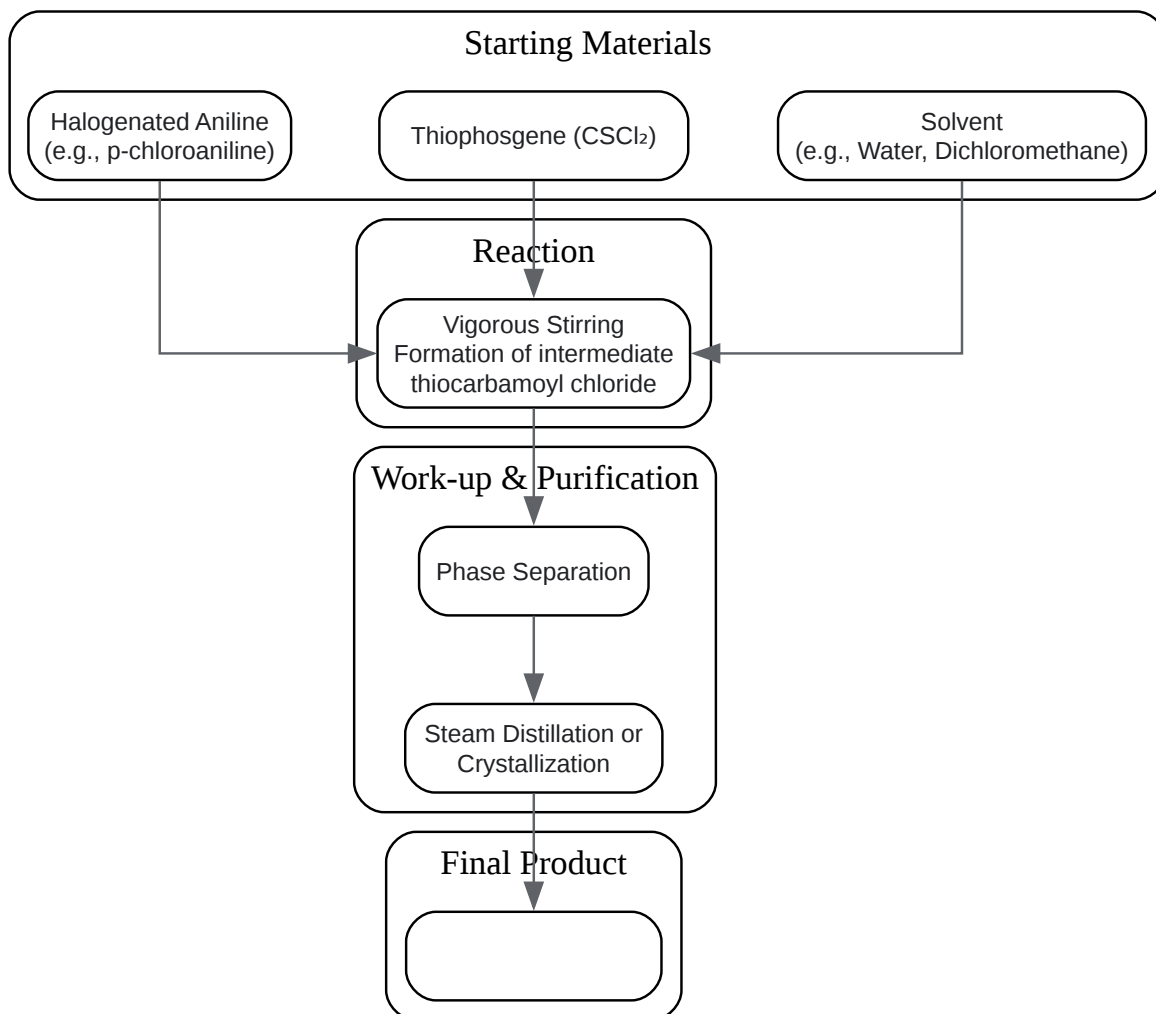 Starting Materials
Halogenated Aniline
(e.g., p-chloroaniline)
Thiophosgene (CSCl₂)
Solvent
(e.g., Water, Dichloromethane)
Reaction
Vigorous Stirring
Formation of intermediate
thiocarbamoyl chloride
Work-up & Purification
Phase Separation
Steam Distillation or
Crystallization
Final Product